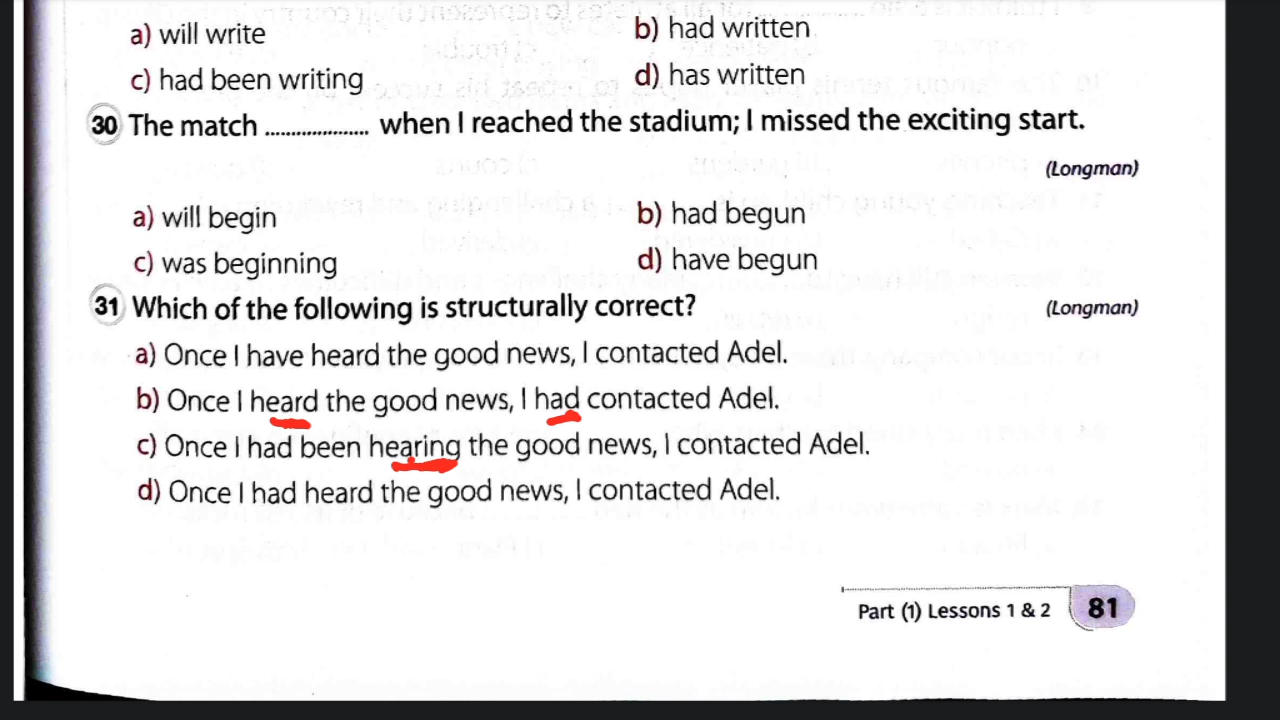 a) will write b) had written
c) had been writing d) has written
30 The match .................... when I reached the stadium; I missed the exciting start.
(Longman)
a) will begin b) had begun
c) was beginning d) have begun
31 Which of the following is structurally correct? (Longman)
a) Once I have heard the good news, I contacted Adel.
b) Once I heard the good news, I had contacted Adel.
c) Once I had been hearing the good news, I contacted Adel.
d) Once I had heard the good news, I contacted Adel.
Part (1) Lessons 1 & 2 81